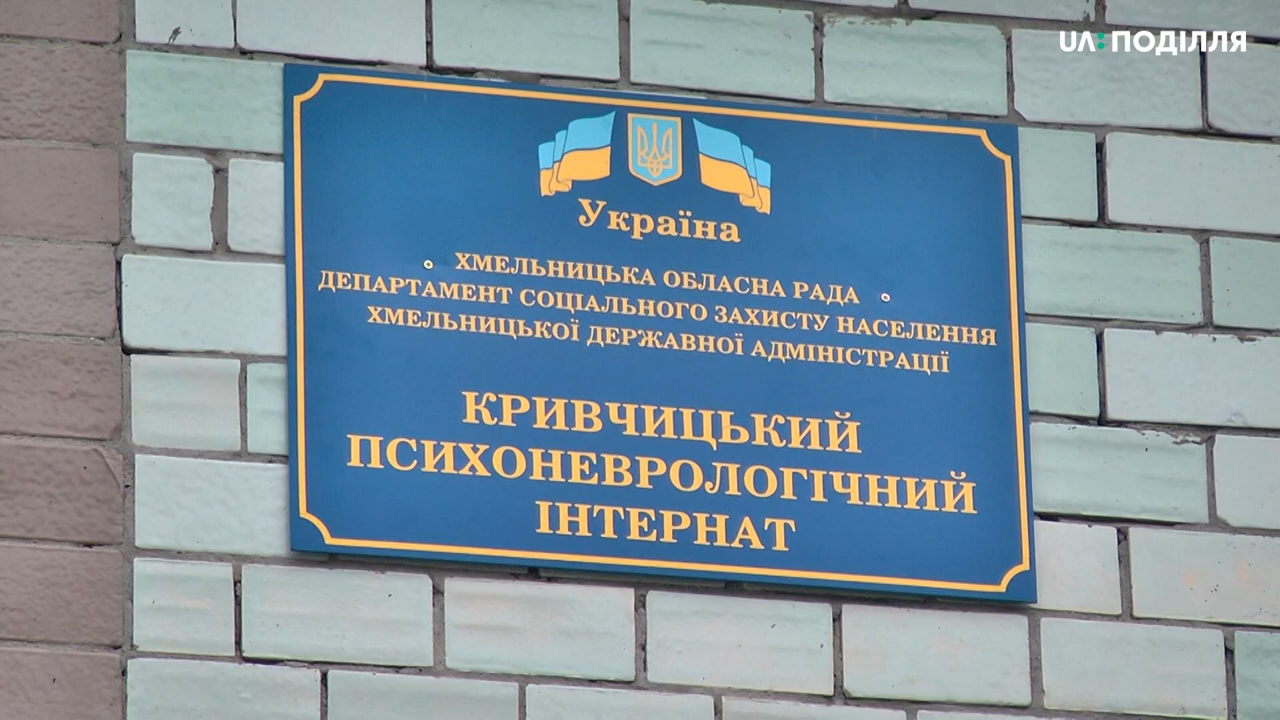 UA:ПОДІЛЛЯ
Україна
ХМЕЛЬНИЦЬКА ОБЛАСНА РАДА
ДЕПАРТАМЕНТ СОЦІАЛЬНОГО ЗАХИСТУ НАСЕЛЕННЯ
ХМЕЛЬНИЦЬКОЇ ДЕРЖАВНОЇ АДМІНІСТРАЦІЇ
КРИВЧИЦЬКИЙ
ПСИХОНЕВРОЛОГІЧНИЙ
ІНТЕРНАТ